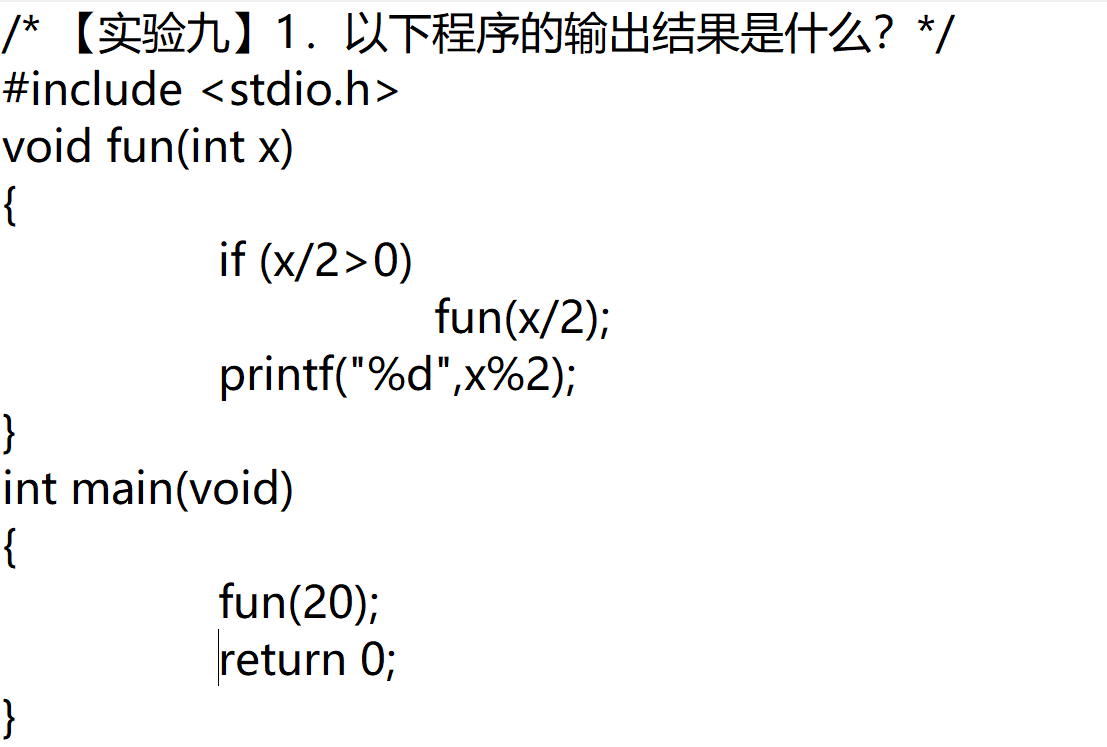 /* 【实验九】1．以下程序的输出结果是什么？*/
#include <stdio.h>
void fun(int x)
{
if (x/2>0)
fun(x/2);
printf("%d",x%2);
}
int main(void)
{
fun(20);
return 0;
}